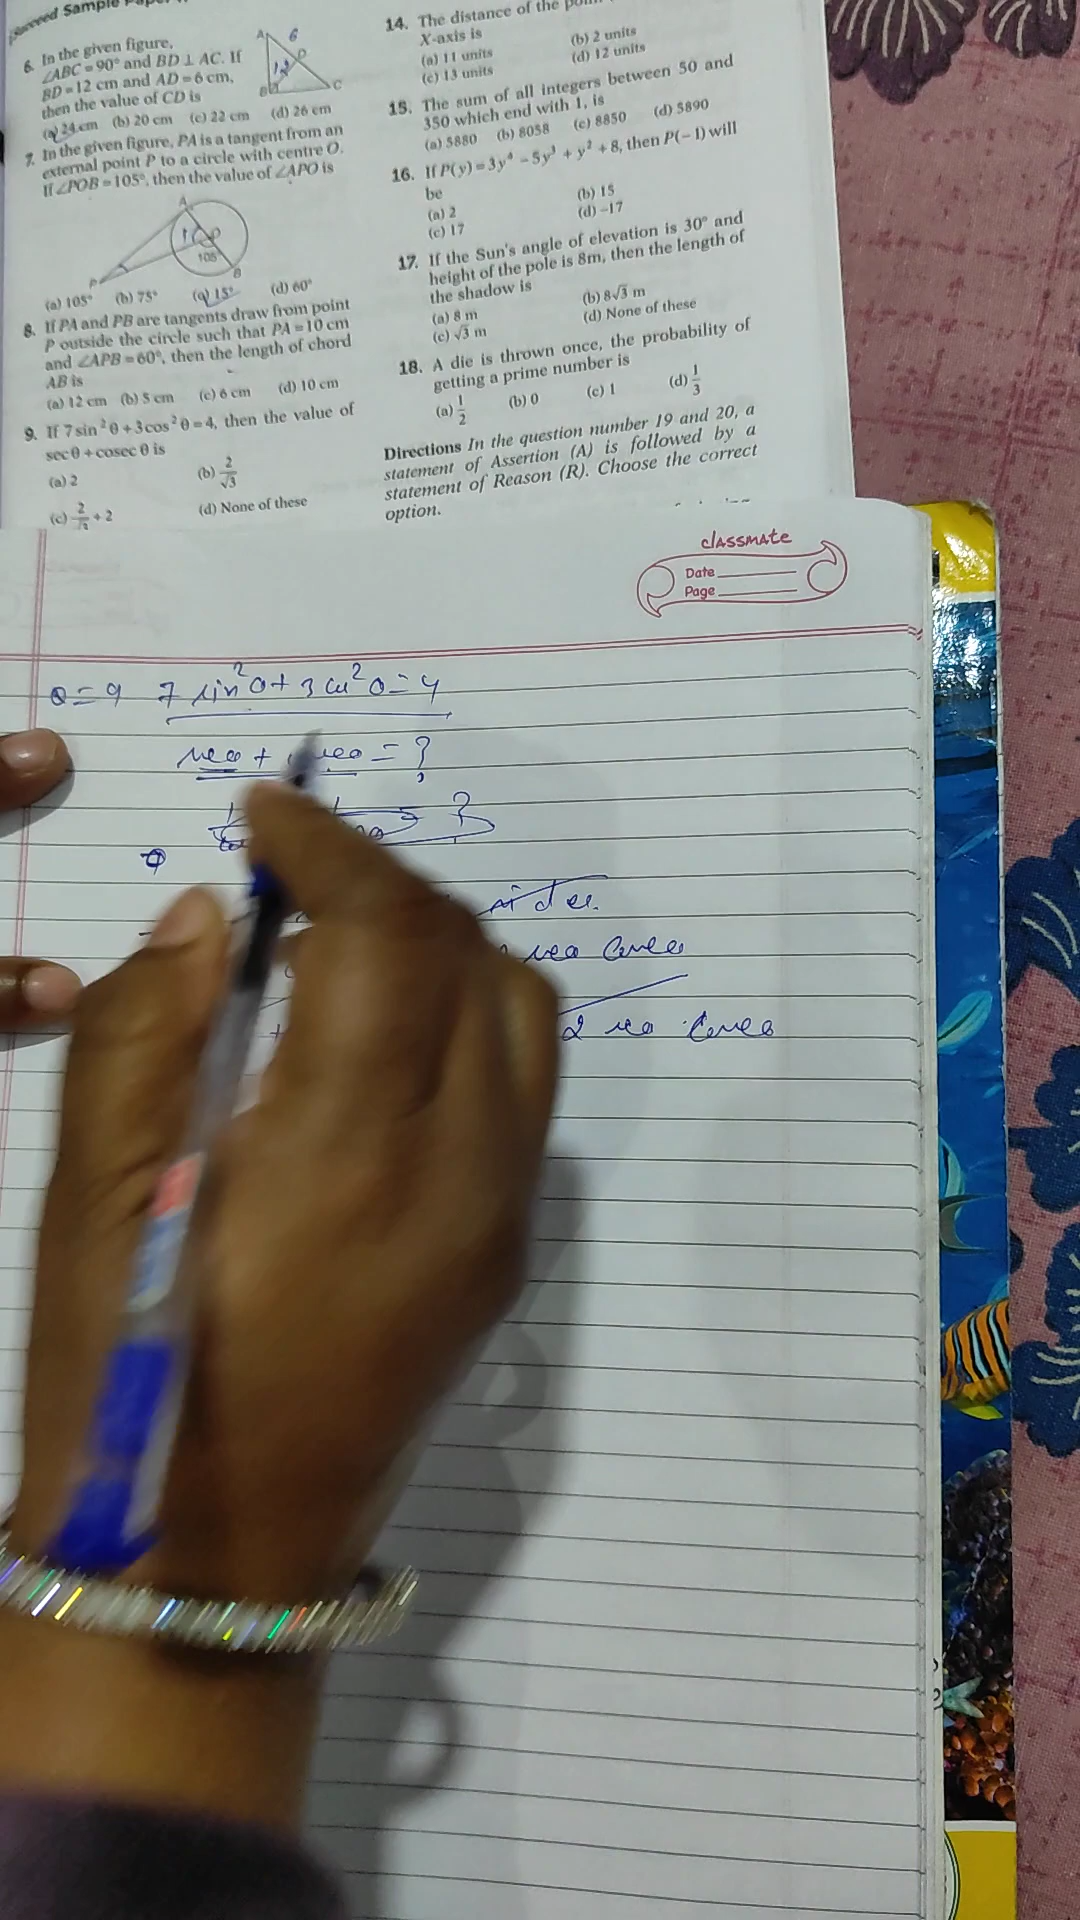 Succeed Sample Paper
6. In the given figure,
∠ABC = 90° and BD ⊥ AC. If
BD = 12 cm and AD = 6 cm,
then the value of CD is
(a) 24 cm (b) 20 cm (c) 22 cm (d) 26 cm
A 6 D 12 B C
7. In the given figure, PA is a tangent from an
external point P to a circle with centre O.
If ∠POB = 105°, then the value of ∠APO is
A
105°
P B
(a) 105° (b) 75° (c) 15° (d) 60°
8. If PA and PB are tangents draw from point
P outside the circle such that PA = 10 cm
and ∠APB = 60°, then the length of chord
AB is
(a) 12 cm (b) 5 cm (c) 6 cm (d) 10 cm
9. If 7 sin² θ + 3 cos² θ = 4, then the value of
sec θ + cosec θ is
(a) 2 (b) 2/√3
(c) 2/√3 + 2 (d) None of these
14. The distance of the
X-axis is
(a) 11 units (b) 2 units
(c) 13 units (d) 12 units
15. The sum of all integers between 50 and
350 which end with 1, is
(a) 5880 (b) 8058 (c) 8850 (d) 5890
16. If P(y) = 3y⁴ − 5y³ + y² + 8, then P(−1) will
be
(a) 2 (b) 15
(c) 17 (d) −17
17. If the Sun's angle of elevation is 30° and
height of the pole is 8m, then the length of
the shadow is
(a) 8 m (b) 8√3 m
(c) √3 m (d) None of these
18. A die is thrown once, the probability of
getting a prime number is
(a) 1/2 (b) 0 (c) 1 (d) 1/3
Directions In the question number 19 and 20, a
statement of Assertion (A) is followed by a
statement of Reason (R). Choose the correct
option.
classmate
Date
Page
Q = 9 7 sin² θ + 3 cos² θ = 4
sec θ + = ?